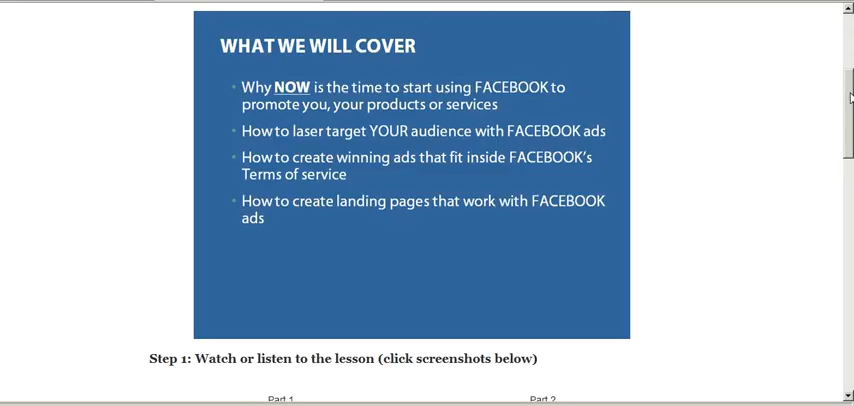 WHAT WE WILL COVER
• Why NOW is the time to start using FACEBOOK to
promote you, your products or services
• How to laser target YOUR audience with FACEBOOK ads
• How to create winning ads that fit inside FACEBOOK's
Terms of service
• How to create landing pages that work with FACEBOOK
ads
Step 1: Watch or listen to the lesson (click screenshots below)
Part 1 Part 2